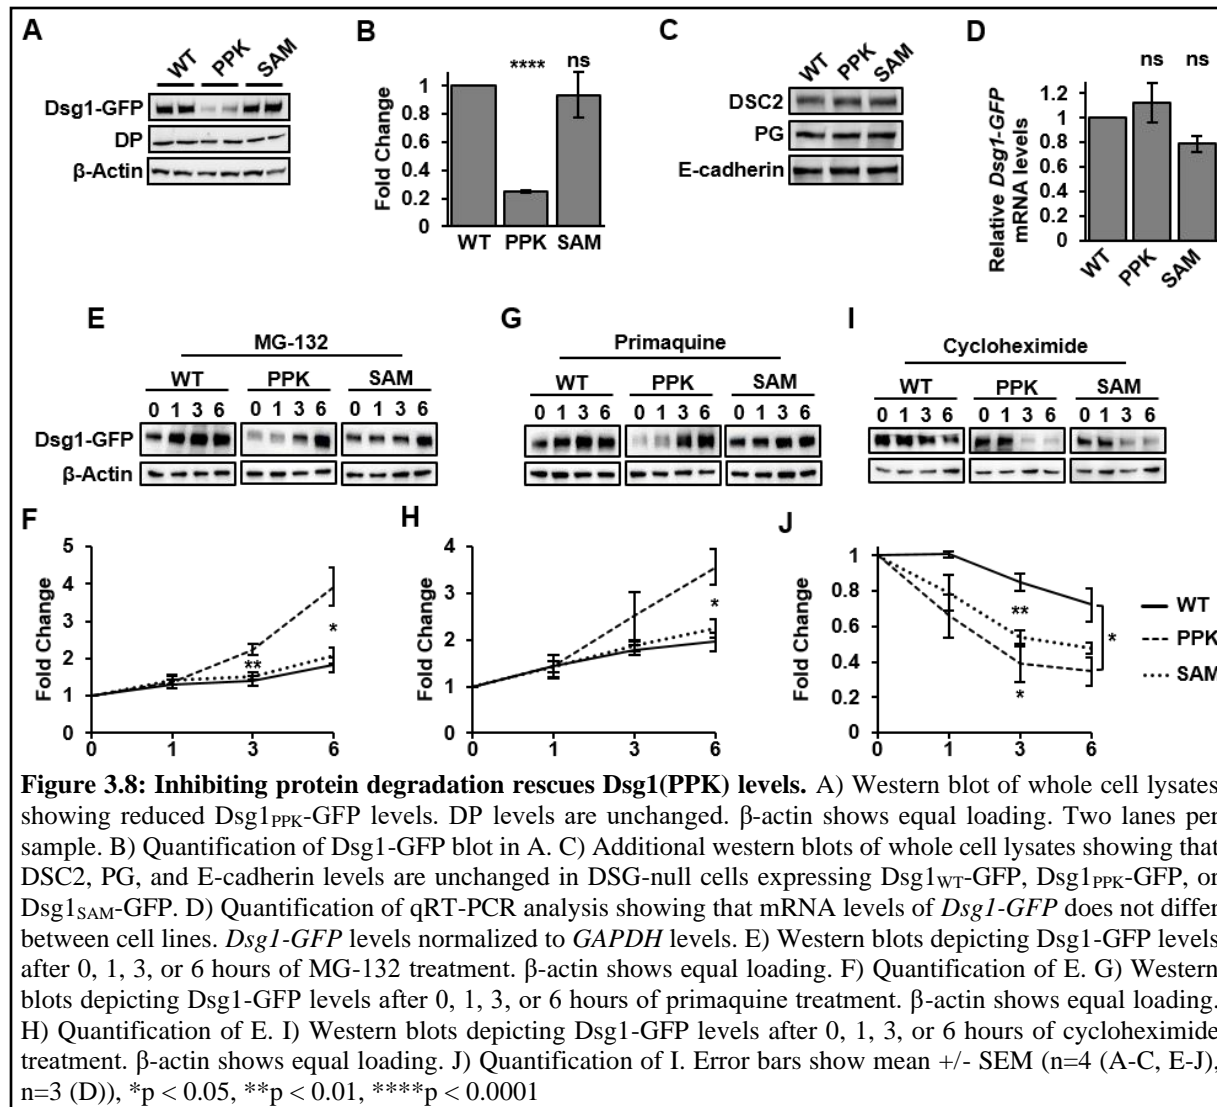 A
WT PPK SAM
Dsg1-GFP
DP
β-Actin
B
**** ns
Fold Change
1
0.8
0.6
0.4
0.2
0
WT PPK SAM
C
WT PPK SAM
DSC2
PG
E-cadherin
D
ns ns
Relative Dsg1-GFP
mRNA levels
1.2
1
0.8
0.6
0.4
0.2
0
WT PPK SAM
E
MG-132
WT PPK SAM
0 1 3 6 0 1 3 6 0 1 3 6
Dsg1-GFP
β-Actin
G
Primaquine
WT PPK SAM
0 1 3 6 0 1 3 6 0 1 3 6
I
Cycloheximide
WT PPK SAM
0 1 3 6 0 1 3 6 0 1 3 6
F
Fold Change
5
4
3
2
1
0
** *
0 1 3 6
H
Fold Change
4
3
2
1
0
*
0 1 3 6
J
Fold Change
1
0.8
0.6
0.4
0.2
0
**
*
*
0 1 3 6
WT
PPK
SAM
Figure 3.8: Inhibiting protein degradation rescues Dsg1(PPK) levels. A) Western blot of whole cell lysates
showing reduced Dsg1PPK-GFP levels. DP levels are unchanged. β-actin shows equal loading. Two lanes per
sample. B) Quantification of Dsg1-GFP blot in A. C) Additional western blots of whole cell lysates showing that
DSC2, PG, and E-cadherin levels are unchanged in DSG-null cells expressing Dsg1WT-GFP, Dsg1PPK-GFP, or
Dsg1SAM-GFP. D) Quantification of qRT-PCR analysis showing that mRNA levels of Dsg1-GFP does not differ
between cell lines. Dsg1-GFP levels normalized to GAPDH levels. E) Western blots depicting Dsg1-GFP levels
after 0, 1, 3, or 6 hours of MG-132 treatment. β-actin shows equal loading. F) Quantification of E. G) Western
blots depicting Dsg1-GFP levels after 0, 1, 3, or 6 hours of primaquine treatment. β-actin shows equal loading.
H) Quantification of E. I) Western blots depicting Dsg1-GFP levels after 0, 1, 3, or 6 hours of cycloheximide
treatment. β-actin shows equal loading. J) Quantification of I. Error bars show mean +/- SEM (n=4 (A-C, E-J),
n=3 (D)), *p < 0.05, **p < 0.01, ****p < 0.0001